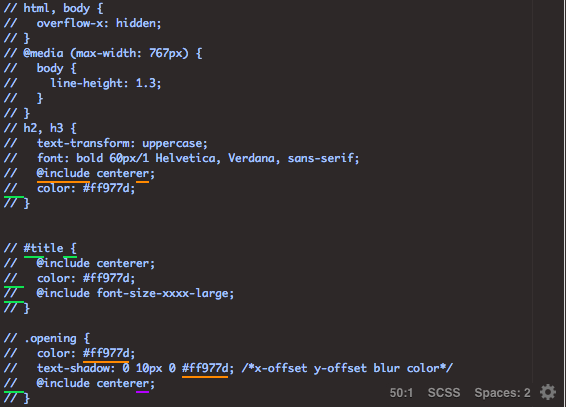 // html, body {
//   overflow-x: hidden;
// }
// @media (max-width: 767px) {
//   body {
//     line-height: 1.3;
//   }
// }
// h2, h3 {
//   text-transform: uppercase;
//   font: bold 60px/1 Helvetica, Verdana, sans-serif;
//   @include centerer;
//   color: #ff977d;
// }
// #title {
//   @include centerer;
//   color: #ff977d;
//   @include font-size-xxxx-large;
// }
// .opening {
//   color: #ff977d;
//   text-shadow: 0 10px 0 #ff977d; /*x-offset y-offset blur color*/
//   @include centerer;
// }
50:1 SCSS Spaces: 2